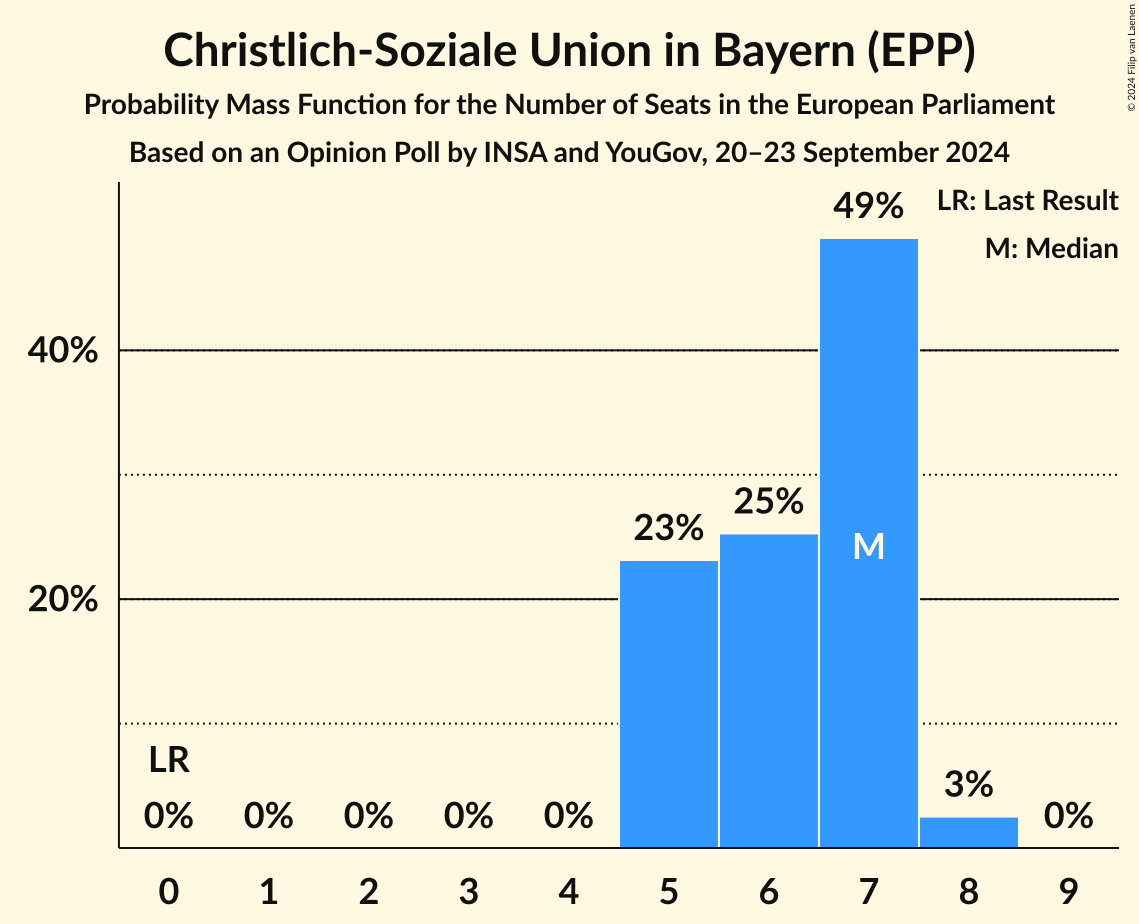 Christlich-Soziale Union in Bayern (EPP)
Probability Mass Function for the Number of Seats in the European Parliament
Based on an Opinion Poll by INSA and YouGov, 20–23 September 2024
© 2024 Filip van Laenen
LR: Last Result
M: Median
49%
40%
25%
23%
M
20%
LR
3%
0% 0% 0% 0% 0% 0%
0 1 2 3 4 5 6 7 8 9